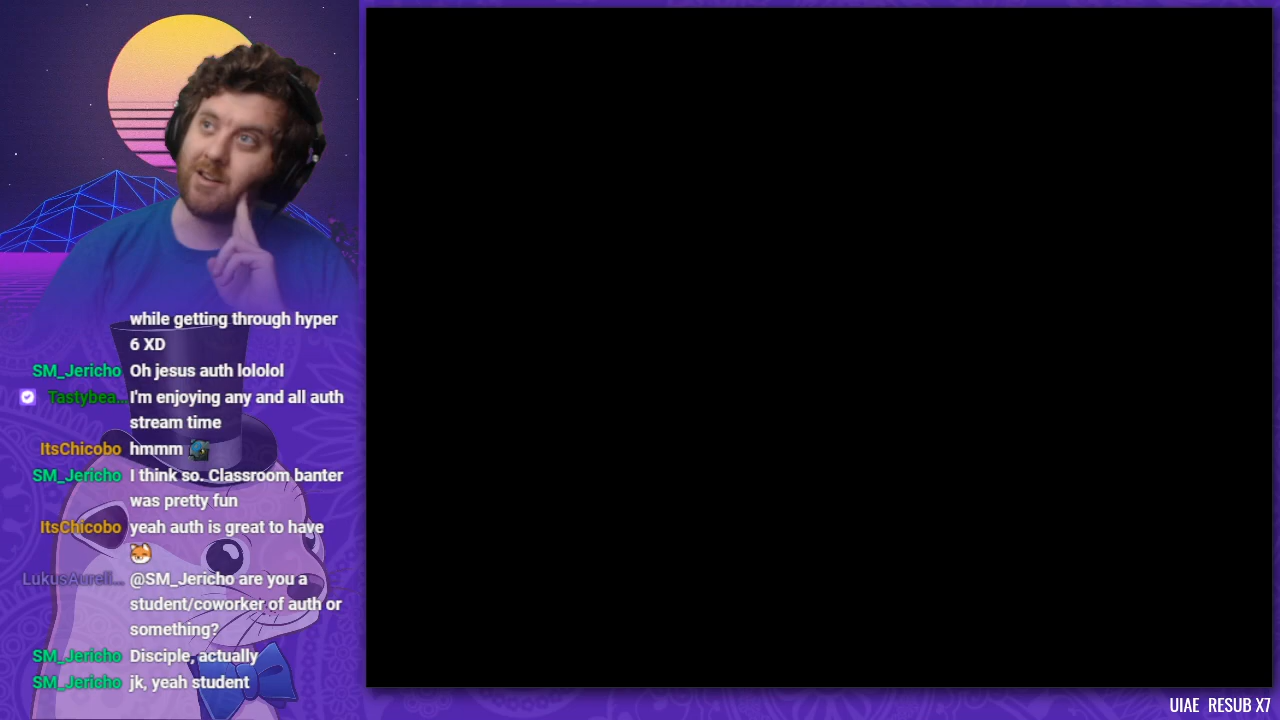 while getting through hyper
6 XD
SM_Jericho Oh jesus auth lololol
Tastybea... I'm enjoying any and all auth
stream time
ItsChicobo hmmm
SM_Jericho I think so. Classroom banter
was pretty fun
ItsChicobo yeah auth is great to have
LukusAureli... @SM_Jericho are you a
student/coworker of auth or
something?
SM_Jericho Disciple, actually
SM_Jericho jk, yeah student
UIAE RESUB X7